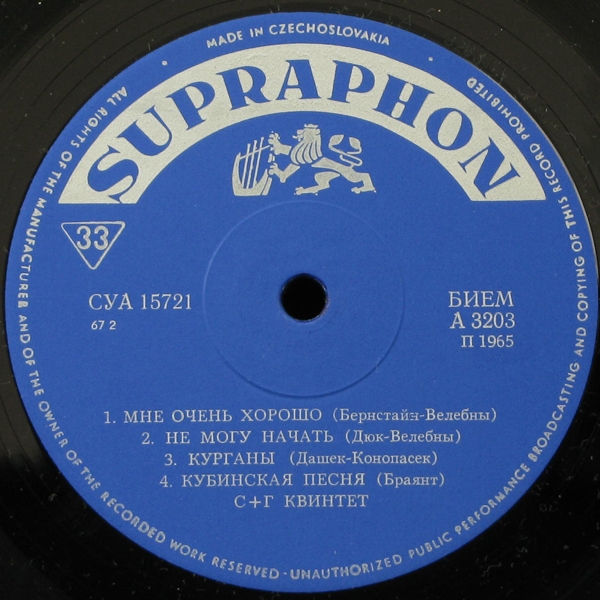 MADE IN CZECHOSLOVAKIA
SUPRAPHON
33
СУА 15721
67 2
БИЕМ
А 3203
П 1965
1. МНЕ ОЧЕНЬ ХОРОШО (Бернстайн-Велебны)
2. НЕ МОГУ НАЧАТЬ (Дюк-Велебны)
3. КУРГАНЫ (Дашек-Конопасек)
4. КУБИНСКАЯ ПЕСНЯ (Браянт)
С+Г КВИНТЕТ
ALL RIGHTS OF THE MANUFACTURER AND OF THE OWNER OF THE RECORDED WORK RESERVED-UNAUTHORIZED PUBLIC PERFORMANCE BROADCASTING AND COPYING OF THIS RECORD PROHIBITED